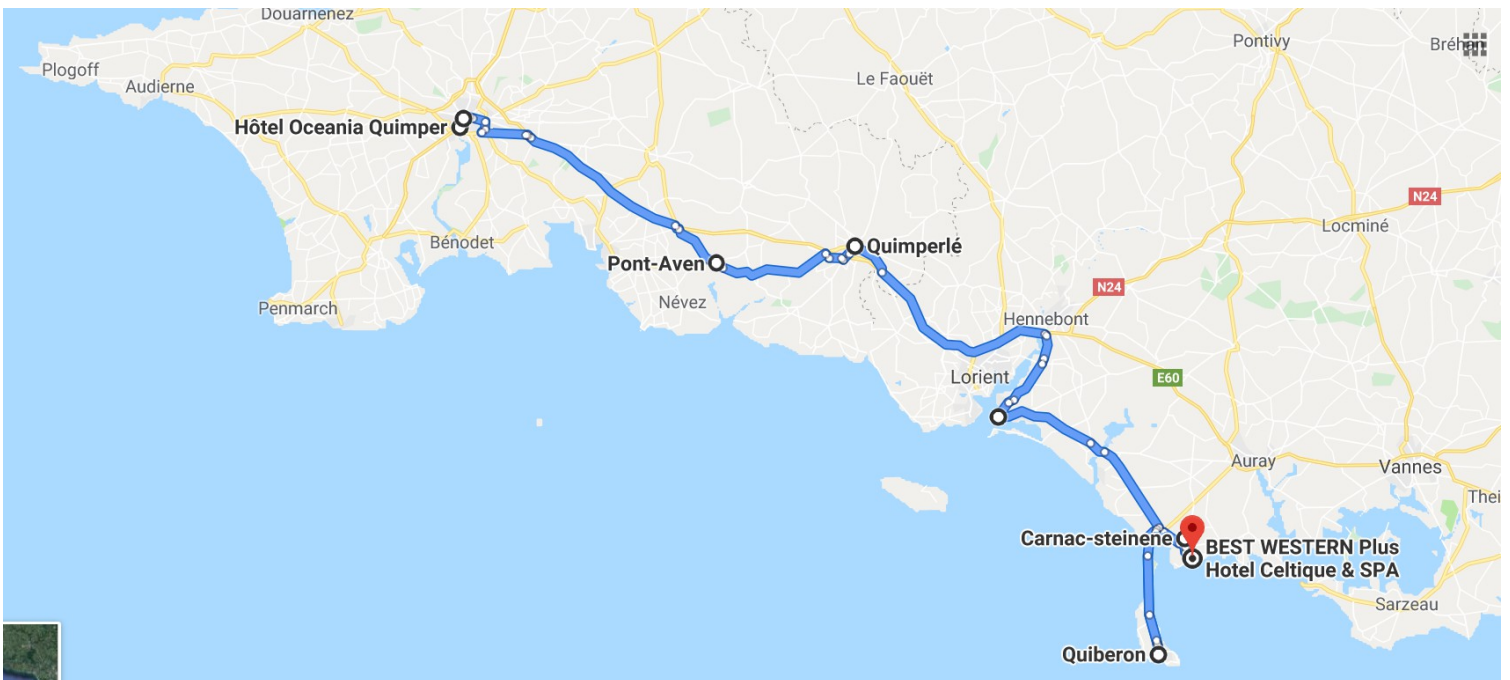 Douarnenez
Pontivy
Bréhan
Plogoff
Le Faouët
Audierne
Hôtel Oceania Quimper
N24
Locminé
Bénodet
Quimperlé
Pont-Aven
Névez
N24
Penmarch
Hennebont
Lorient
E60
Auray
Vannes
Carnac-steinene
BEST WESTERN Plus
Hotel Celtique & SPA
Sarzeau
Quiberon